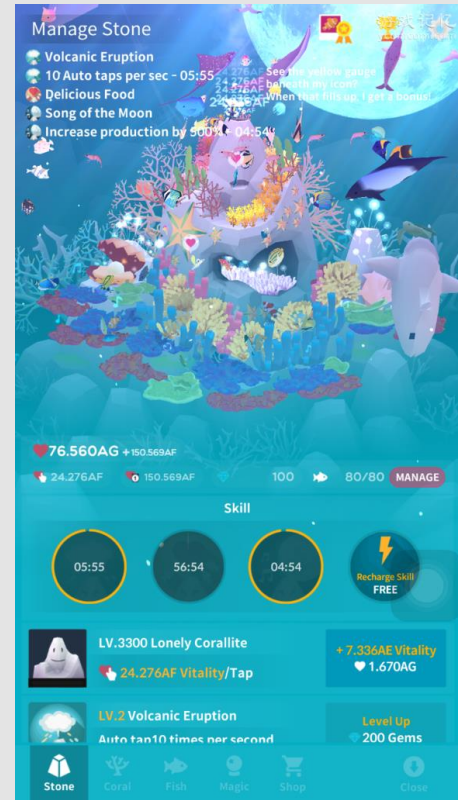 Manage Stone
Volcanic Eruption
10 Auto taps per sec - 05:55
Delicious Food
Song of the Moon
Increase production by 500% - 04:54
See the yellow gauge
beneath my icon?
When that fills up, I get a bonus!
24.276AF
76.560AG +150.569AF
24.276AF
150.569AF
100
80/80
MANAGE
Skill
05:55
56:54
04:54
Recharge Skill
FREE
LV.3300 Lonely Corallite
24.276AF Vitality/Tap
+ 7.336AE Vitality
1.670AG
LV.2 Volcanic Eruption
Auto tap10 times per second
Level Up
200 Gems
Stone
Coral
Fish
Magic
Shop
Close